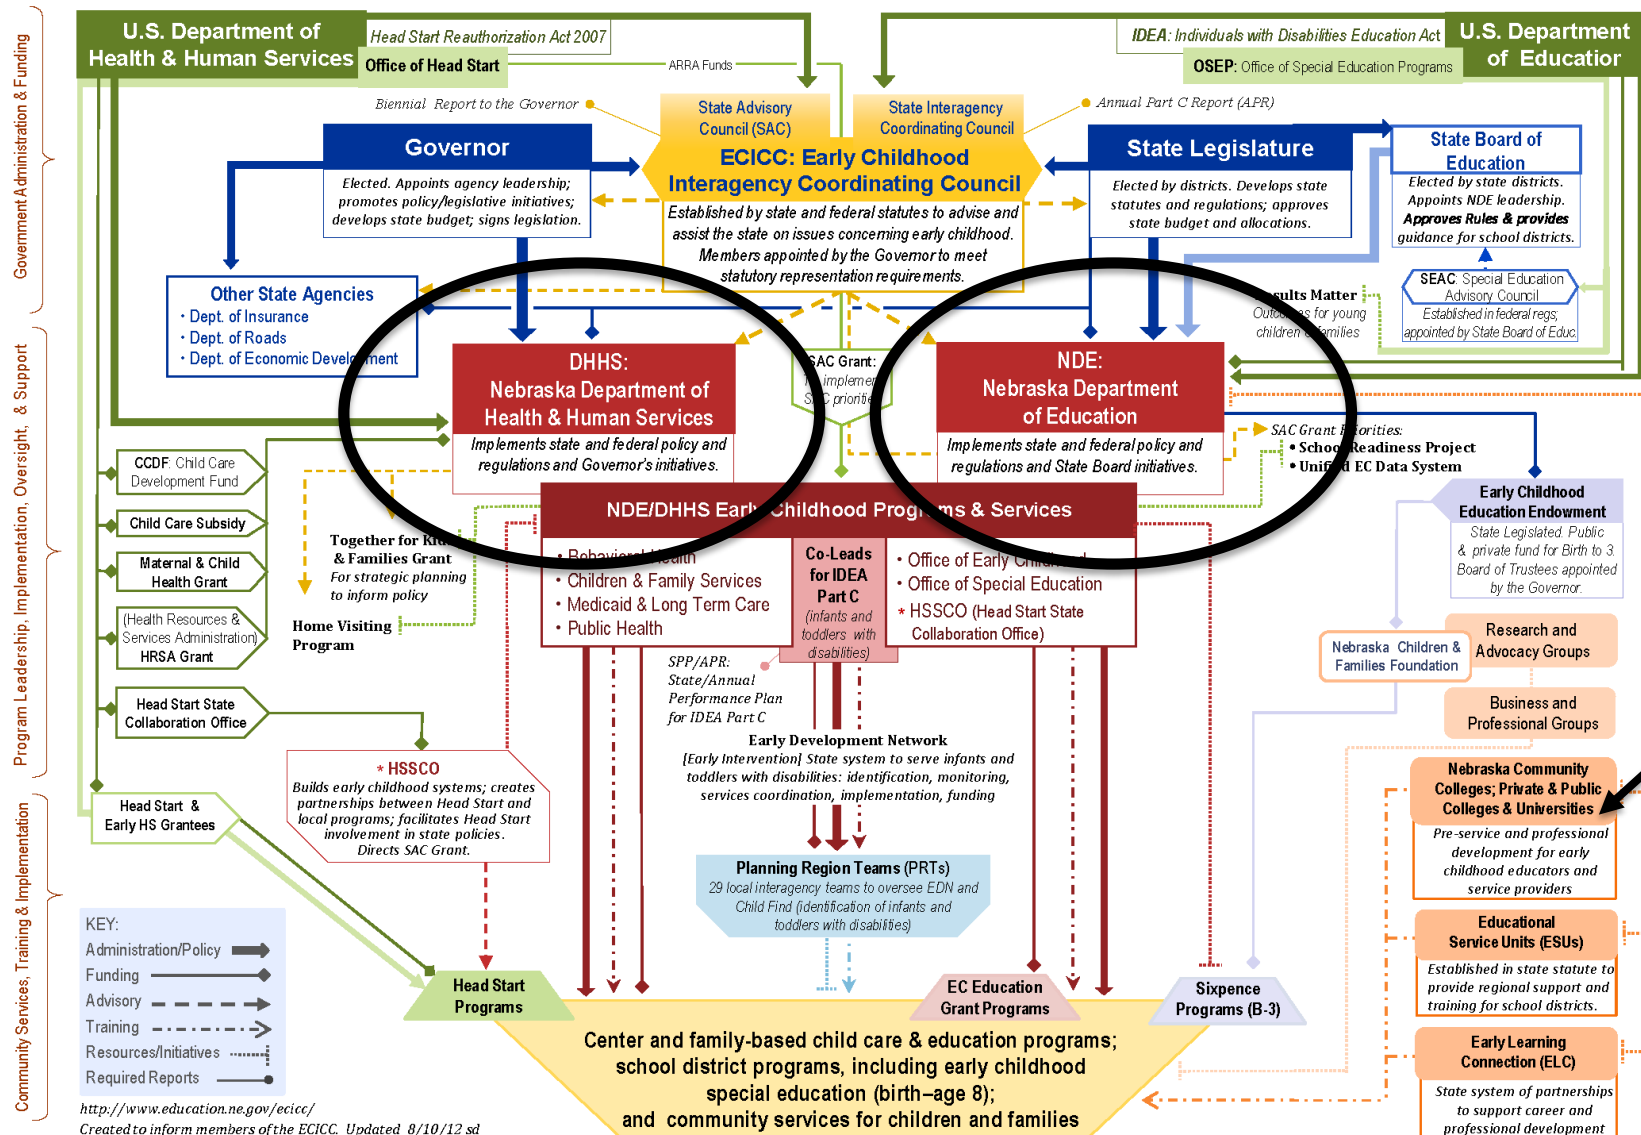 Government Administration & Funding
Program Leadership, Implementation, Oversight, & Support
Community Services, Training & Implementation
U.S. Department of
Health & Human Services
Head Start Reauthorization Act 2007
Office of Head Start
ARRA Funds
IDEA: Individuals with Disabilities Education Act
OSEP: Office of Special Education Programs
U.S. Department
of Education
Biennial Report to the Governor
State Advisory
Council (SAC)
State Interagency
Coordinating Council
Annual Part C Report (APR)
Governor
Elected. Appoints agency leadership;
promotes policy/legislative initiatives;
develops state budget; signs legislation.
ECICC: Early Childhood
Interagency Coordinating Council
Established by state and federal statutes to advise and
assist the state on issues concerning early childhood.
Members appointed by the Governor to meet
statutory representation requirements.
State Legislature
Elected by districts. Develops state
statutes and regulations; approves
state budget and allocations.
State Board of
Education
Elected by state districts.
Appoints NDE leadership.
Approves Rules & provides
guidance for school districts.
SEAC: Special Education
Advisory Council
Established in federal regs;
appointed by State Board of Educ.
Other State Agencies
• Dept. of Insurance
• Dept. of Roads
• Dept. of Economic Development
Results Matter
Outcomes for young
children & families
DHHS:
Nebraska Department of
Health & Human Services
Implements state and federal policy and
regulations and Governor's initiatives.
SAC Grant:
To implement
SAC priorities
NDE:
Nebraska Department
of Education
Implements state and federal policy and
regulations and State Board initiatives.
SAC Grant Priorities:
• School Readiness Project
• Unified EC Data System
CCDF: Child Care
Development Fund
Child Care Subsidy
Maternal & Child
Health Grant
(Health Resources &
Services Administration)
HRSA Grant
Head Start State
Collaboration Office
Together for Kids
& Families Grant
For strategic planning
to inform policy
Home Visiting
Program
NDE/DHHS Early Childhood Programs & Services
• Behavioral Health
• Children & Family Services
• Medicaid & Long Term Care
• Public Health
Co-Leads
for IDEA
Part C
(infants and
toddlers with
disabilities)
• Office of Early Childhood
• Office of Special Education
* HSSCO (Head Start State
Collaboration Office)
Early Childhood
Education Endowment
State Legislated. Public
& private fund for Birth to 3.
Board of Trustees appointed
by the Governor.
Nebraska Children &
Families Foundation
Research and
Advocacy Groups
Business and
Professional Groups
SPP/APR:
State/Annual
Performance Plan
for IDEA Part C
Early Development Network
[Early Intervention] State system to serve infants and
toddlers with disabilities: identification, monitoring,
services coordination, implementation, funding
* HSSCO
Builds early childhood systems; creates
partnerships between Head Start and
local programs; facilitates Head Start
involvement in state policies.
Directs SAC Grant.
Head Start &
Early HS Grantees
Planning Region Teams (PRTs)
29 local interagency teams to oversee EDN and
Child Find (identification of infants and
toddlers with disabilities)
Nebraska Community
Colleges; Private & Public
Colleges & Universities
Pre-service and professional
development for early
childhood educators and
service providers
Educational
Service Units (ESUs)
Established in state statute to
provide regional support and
training for school districts.
Early Learning
Connection (ELC)
State system of partnerships
to support career and
professional development
KEY:
Administration/Policy
Funding
Advisory
Training
Resources/Initiatives
Required Reports
Head Start
Programs
EC Education
Grant Programs
Sixpence
Programs (B-3)
Center and family-based child care & education programs;
school district programs, including early childhood
special education (birth–age 8);
and community services for children and families
http://www.education.ne.gov/ecicc/
Created to inform members of the ECICC. Updated 8/10/12 sd